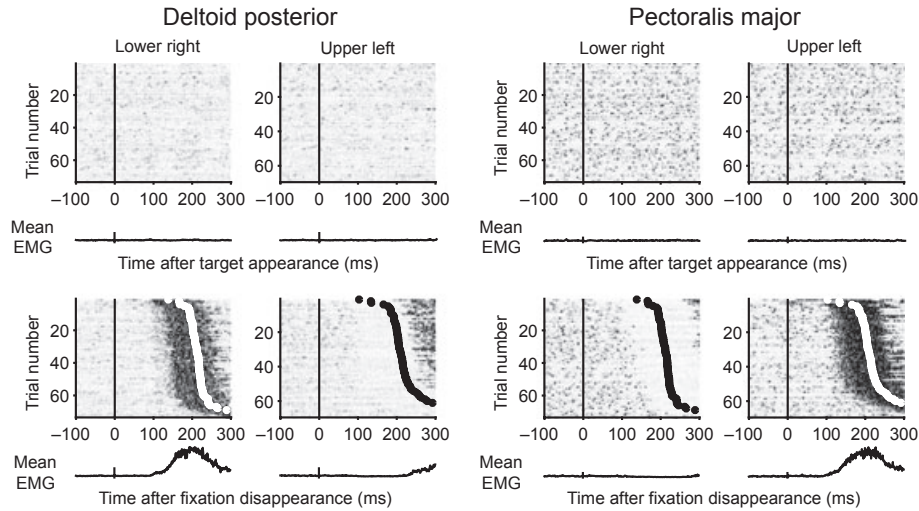 Deltoid posterior
Pectoralis major
Lower right
Upper left
Lower right
Upper left
Trial number
20
40
60
20
40
60
Trial number
20
40
60
20
40
60
–100 0 100 200 300
–100 0 100 200 300
–100 0 100 200 300
–100 0 100 200 300
Mean
EMG
Mean
EMG
Time after target appearance (ms)
Time after target appearance (ms)
Trial number
20
40
60
20
40
60
Trial number
20
40
60
20
40
60
–100 0 100 200 300
–100 0 100 200 300
–100 0 100 200 300
–100 0 100 200 300
Mean
EMG
Mean
EMG
Time after fixation disappearance (ms)
Time after fixation disappearance (ms)